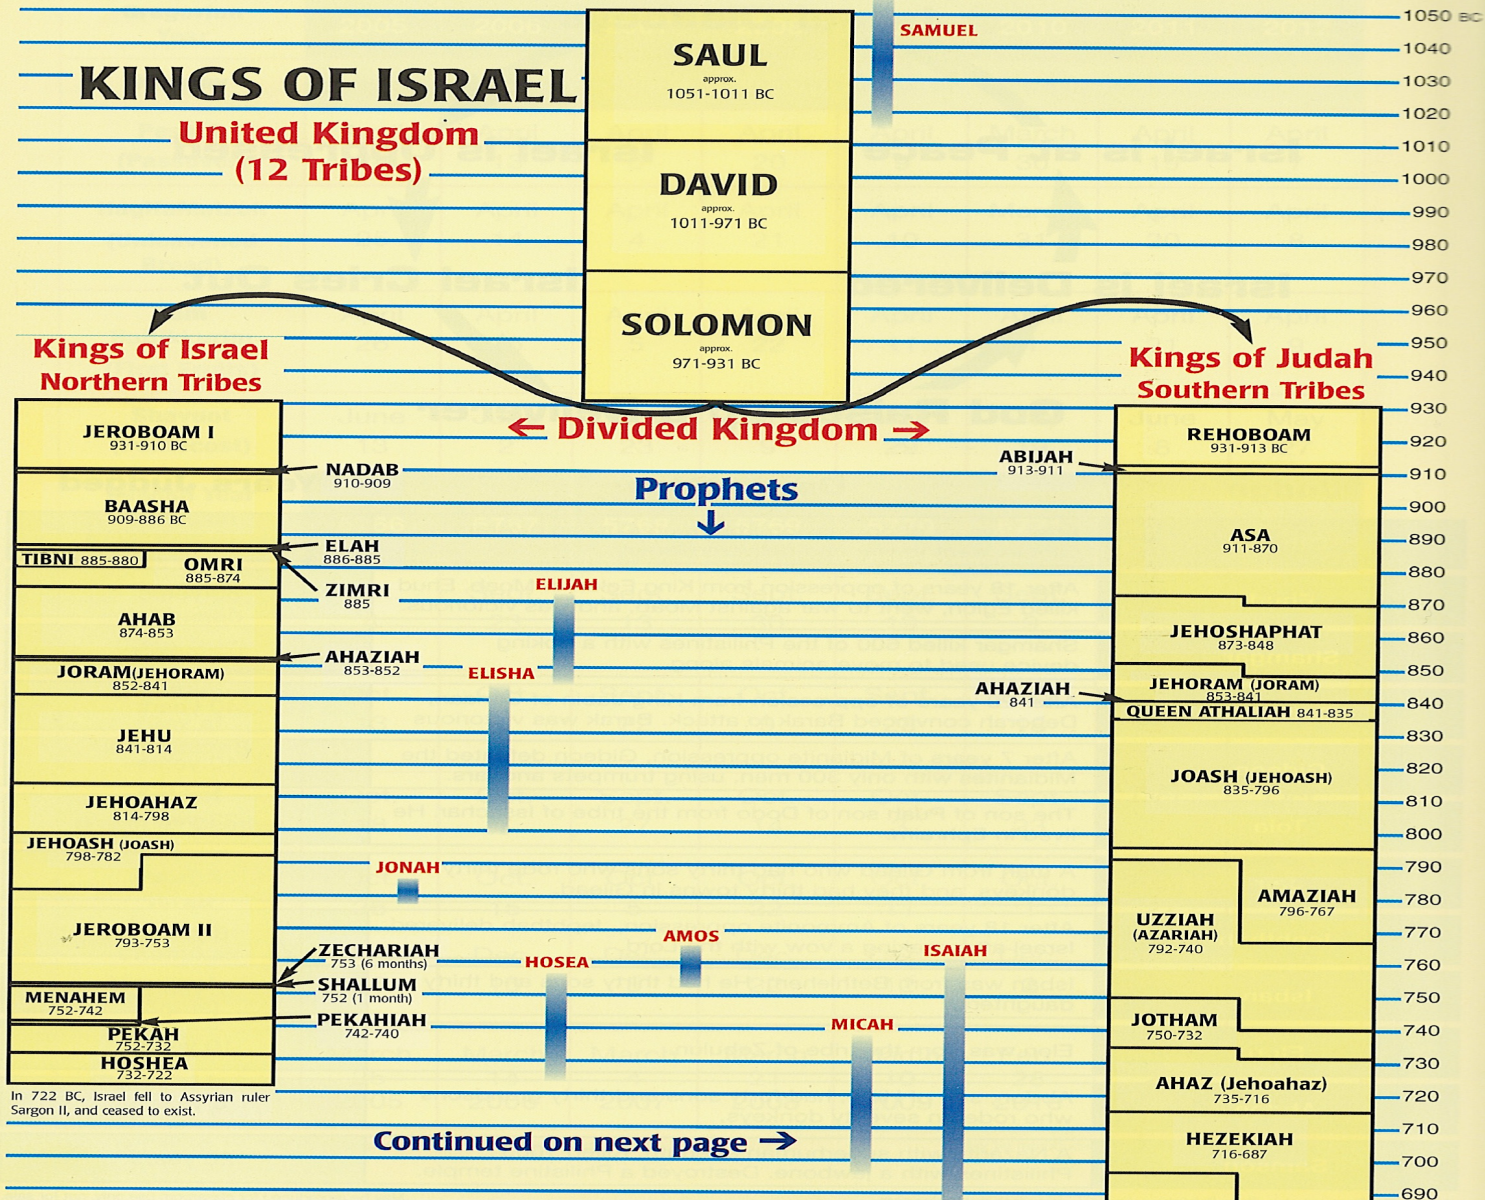 KINGS OF ISRAEL
United Kingdom
(12 Tribes)
SAUL
approx.
1051-1011 BC
DAVID
approx.
1011-971 BC
SOLOMON
approx.
971-931 BC
SAMUEL
1050 BC
1040
1030
1020
1010
1000
990
980
970
960
950
940
930
920
910
900
890
880
870
860
850
840
830
820
810
800
790
780
770
760
750
740
730
720
710
700
690
Kings of Israel
Northern Tribes
JEROBOAM I
931-910 BC
NADAB
910-909
BAASHA
909-886 BC
ELAH
886-885
TIBNI 885-880
OMRI
885-874
ZIMRI
885
AHAB
874-853
AHAZIAH
853-852
JORAM(JEHORAM)
852-841
JEHU
841-814
JEHOAHAZ
814-798
JEHOASH (JOASH)
798-782
JEROBOAM II
793-753
ZECHARIAH
753 (6 months)
SHALLUM
752 (1 month)
MENAHEM
752-742
PEKAHIAH
742-740
PEKAH
752-732
HOSHEA
732-722
In 722 BC, Israel fell to Assyrian ruler
Sargon II, and ceased to exist.
← Divided Kingdom →
Prophets
↓
ELIJAH
ELISHA
JONAH
AMOS
HOSEA
ISAIAH
MICAH
Continued on next page →
Kings of Judah
Southern Tribes
REHOBOAM
931-913 BC
ABIJAH
913-911
ASA
911-870
JEHOSHAPHAT
873-848
JEHORAM (JORAM)
853-841
AHAZIAH
841
QUEEN ATHALIAH 841-835
JOASH (JEHOASH)
835-796
AMAZIAH
796-767
UZZIAH
(AZARIAH)
792-740
JOTHAM
750-732
AHAZ (Jehoahaz)
735-716
HEZEKIAH
716-687